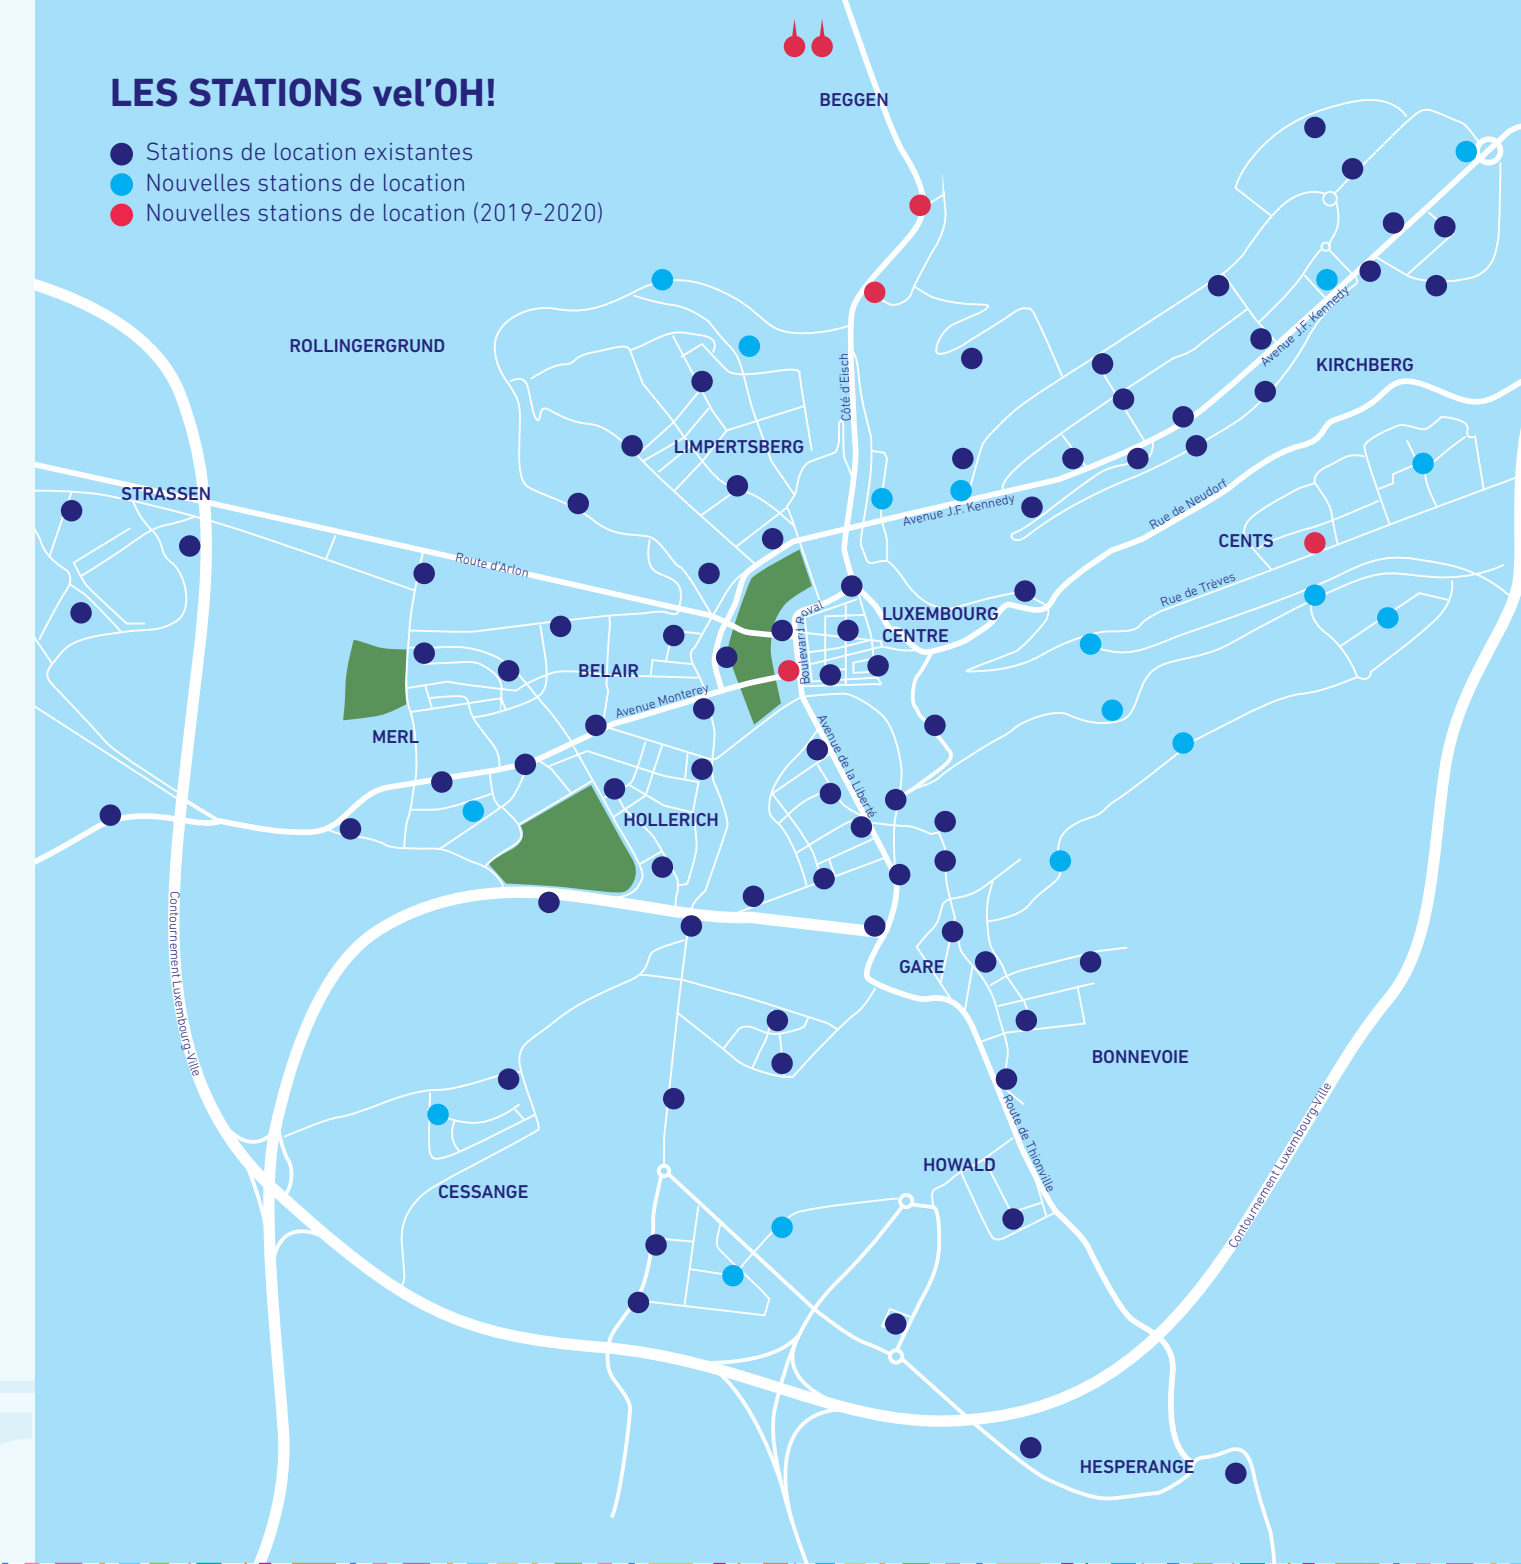 LES STATIONS vel'OH!
Stations de location existantes
Nouvelles stations de location
Nouvelles stations de location (2019-2020)
BEGGEN
ROLLINGERGRUND
Côté d'Eisch
Avenue J.F. Kennedy
KIRCHBERG
LIMPERTSBERG
STRASSEN
Avenue J.F. Kennedy
Rue de Neudorf
CENTS
Route d'Arlon
Rue de Trèves
Boulevard Royal
LUXEMBOURG
CENTRE
BELAIR
Avenue Monterey
MERL
Avenue de la Liberté
HOLLERICH
Contournement Luxembourg-Ville
GARE
BONNEVOIE
Route de Thionville
HOWALD
CESSANGE
Contournement Luxembourg-Ville
HESPERANGE